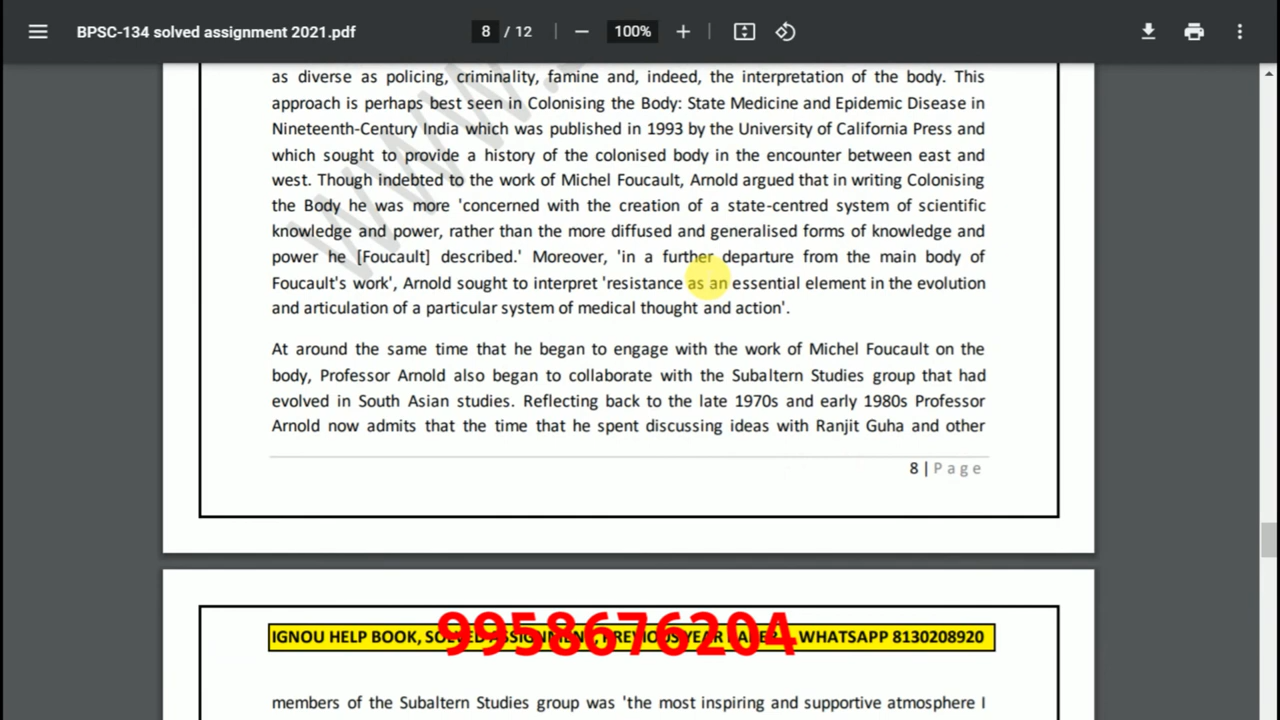 BPSC-134 solved assignment 2021.pdf
8 / 12
100%
as diverse as policing, criminality, famine and, indeed, the interpretation of the body. This
approach is perhaps best seen in Colonising the Body: State Medicine and Epidemic Disease in
Nineteenth-Century India which was published in 1993 by the University of California Press and
which sought to provide a history of the colonised body in the encounter between east and
west. Though indebted to the work of Michel Foucault, Arnold argued that in writing Colonising
the Body he was more 'concerned with the creation of a state-centred system of scientific
knowledge and power, rather than the more diffused and generalised forms of knowledge and
power he [Foucault] described.' Moreover, 'in a further departure from the main body of
Foucault's work', Arnold sought to interpret 'resistance as an essential element in the evolution
and articulation of a particular system of medical thought and action'.
At around the same time that he began to engage with the work of Michel Foucault on the
body, Professor Arnold also began to collaborate with the Subaltern Studies group that had
evolved in South Asian studies. Reflecting back to the late 1970s and early 1980s Professor
Arnold now admits that the time that he spent discussing ideas with Ranjit Guha and other
8 | Page
IGNOU HELP BOOK, SOLVED ASSIGNMENT, PREVIOUS YEAR WHATSAPP 8130208920
9958676204
members of the Subaltern Studies group was 'the most inspiring and supportive atmosphere I
www.